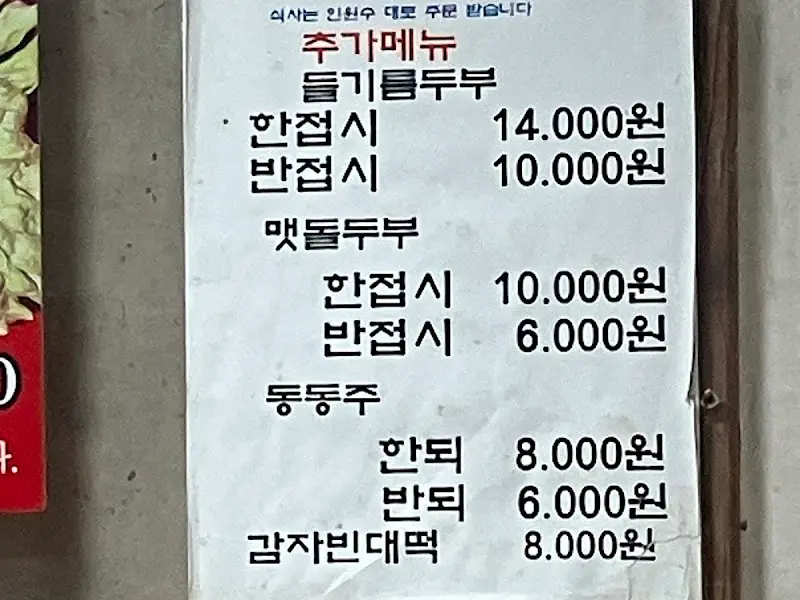 식사는 인원수 대로 주문 받습니다
추가메뉴
들기름두부
한접시 14.000원
반접시 10.000원
맷돌두부
한접시 10.000원
반접시 6.000원
동동주
한되 8.000원
반되 6.000원
감자빈대떡 8.000원
0
.